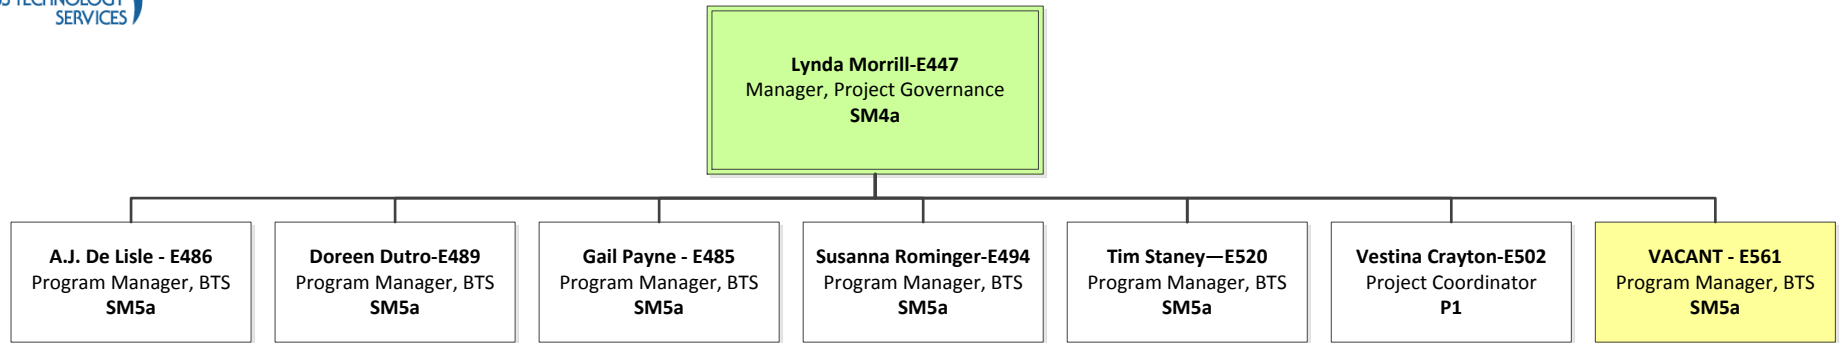 TECHNOLOGY
SERVICES
Lynda Morrill-E447
Manager, Project Governance
SM4a
A.J. De Lisle - E486
Program Manager, BTS
SM5a
Doreen Dutro-E489
Program Manager, BTS
SM5a
Gail Payne - E485
Program Manager, BTS
SM5a
Susanna Rominger-E494
Program Manager, BTS
SM5a
Tim Staney—E520
Program Manager, BTS
SM5a
Vestina Crayton-E502
Project Coordinator
P1
VACANT - E561
Program Manager, BTS
SM5a